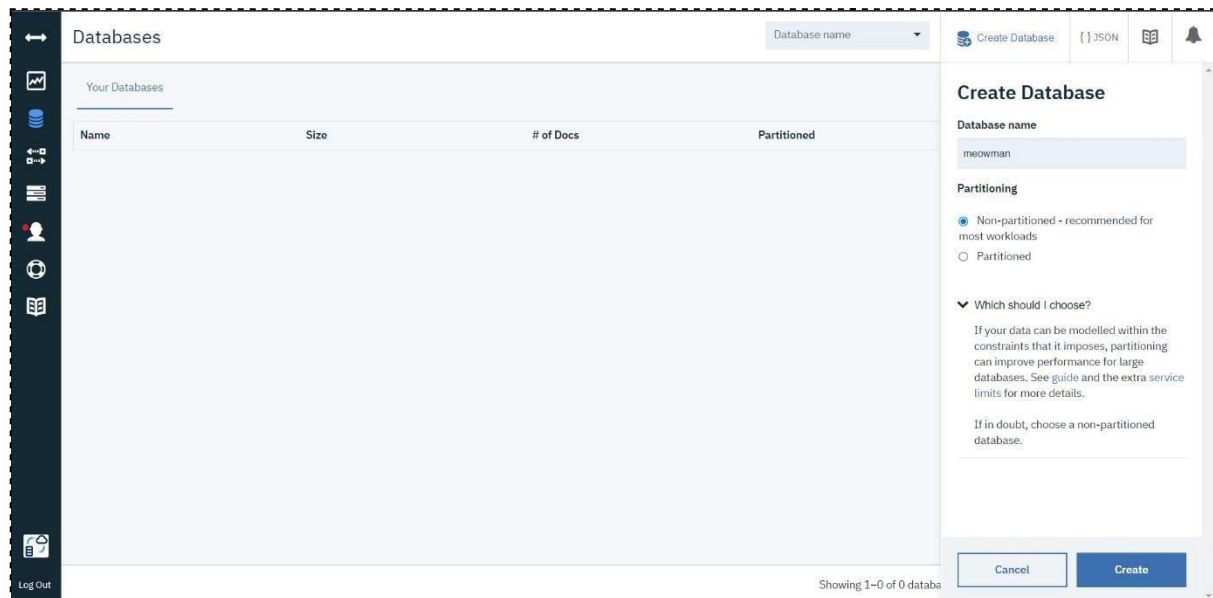 Databases
Database name
Create Database
{ } JSON
Your Databases
Name
Size
# of Docs
Partitioned
Create Database
Database name
meowman
Partitioning
Non-partitioned - recommended for
most workloads
Partitioned
Which should I choose?
If your data can be modelled within the
constraints that it imposes, partitioning
can improve performance for large
databases. See guide and the extra service
limits for more details.
If in doubt, choose a non-partitioned
database.
Log Out
Showing 1–0 of 0 databa
Cancel
Create